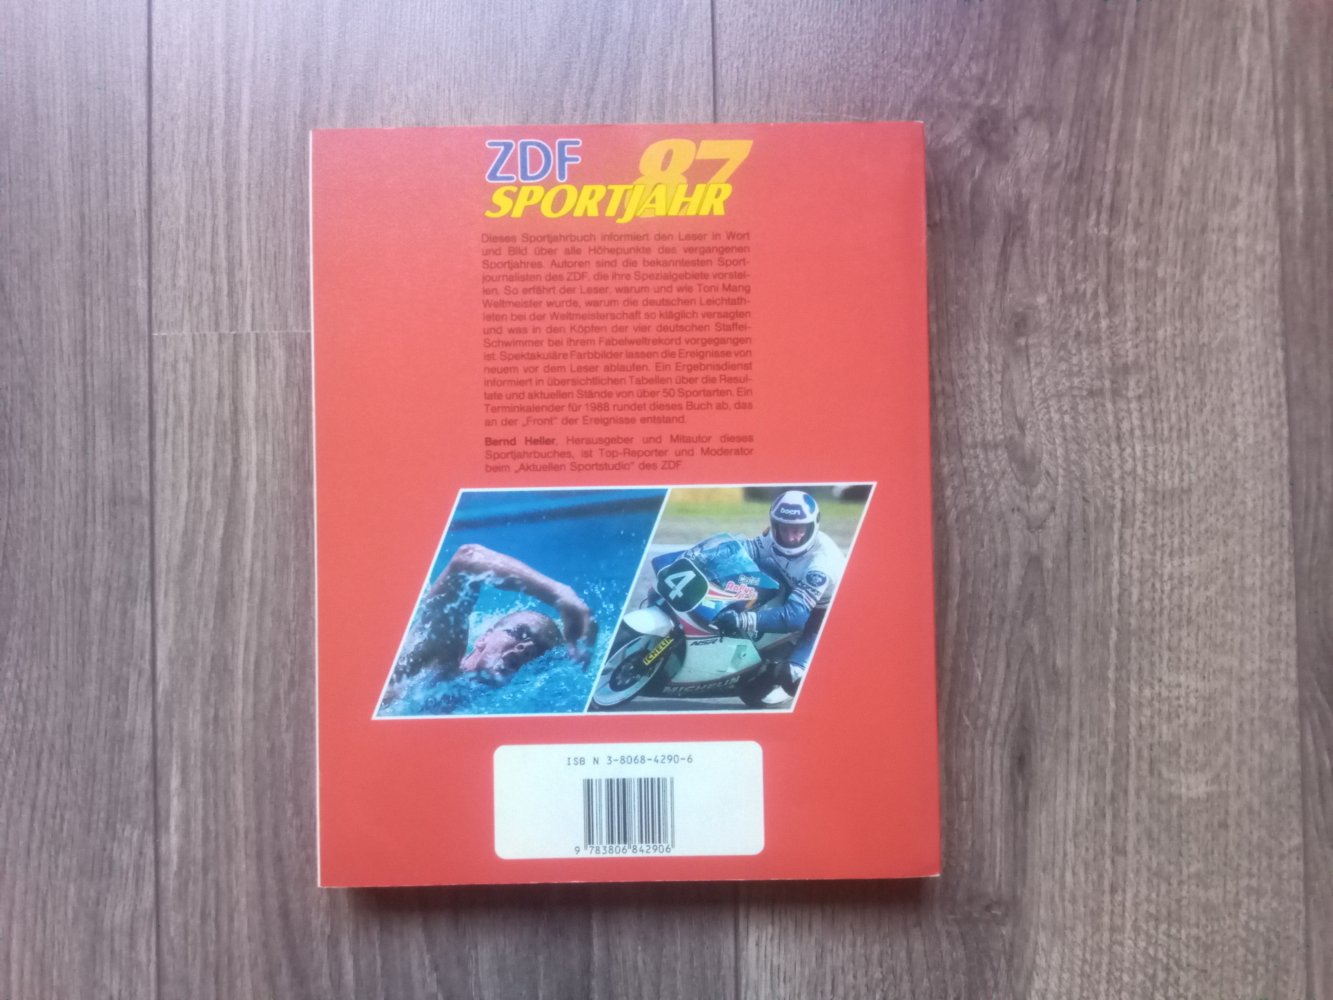 ZDF 87
SPORTJAHR
Dieses Sportjahrbuch informiert den Leser in Wort
und Bild über alle Höhepunkte des vergangenen
Sportjahres. Autoren sind die bekanntesten Sport-
journalisten des ZDF, die ihre Spezialgebiete vorstel-
len. So erfährt der Leser, warum und wie Toni Mang
Weltmeister wurde, warum die deutschen Leichtath-
leten bei der Weltmeisterschaft so kläglich versagten
und was in den Köpfen der vier deutschen Staffel-
Schwimmer bei ihrem Fabelweltrekord vorgegangen
ist. Spektakuläre Farbbilder lassen die Ereignisse von
neuem vor dem Leser ablaufen. Ein Ergebnisdienst
informiert in übersichtlichen Tabellen über die Resul-
tate und aktuellen Stände von über 50 Sportarten. Ein
Terminkalender für 1988 rundet dieses Buch ab, das
an der „Front" der Ereignisse entstand.
Bernd Heller, Herausgeber und Mitautor dieses
Sportjahrbuches, ist Top-Reporter und Moderator
beim „Aktuellen Sportstudio" des ZDF.
4
MICHELIN
ISB N 3-8068-4290-6
9 783806 842906